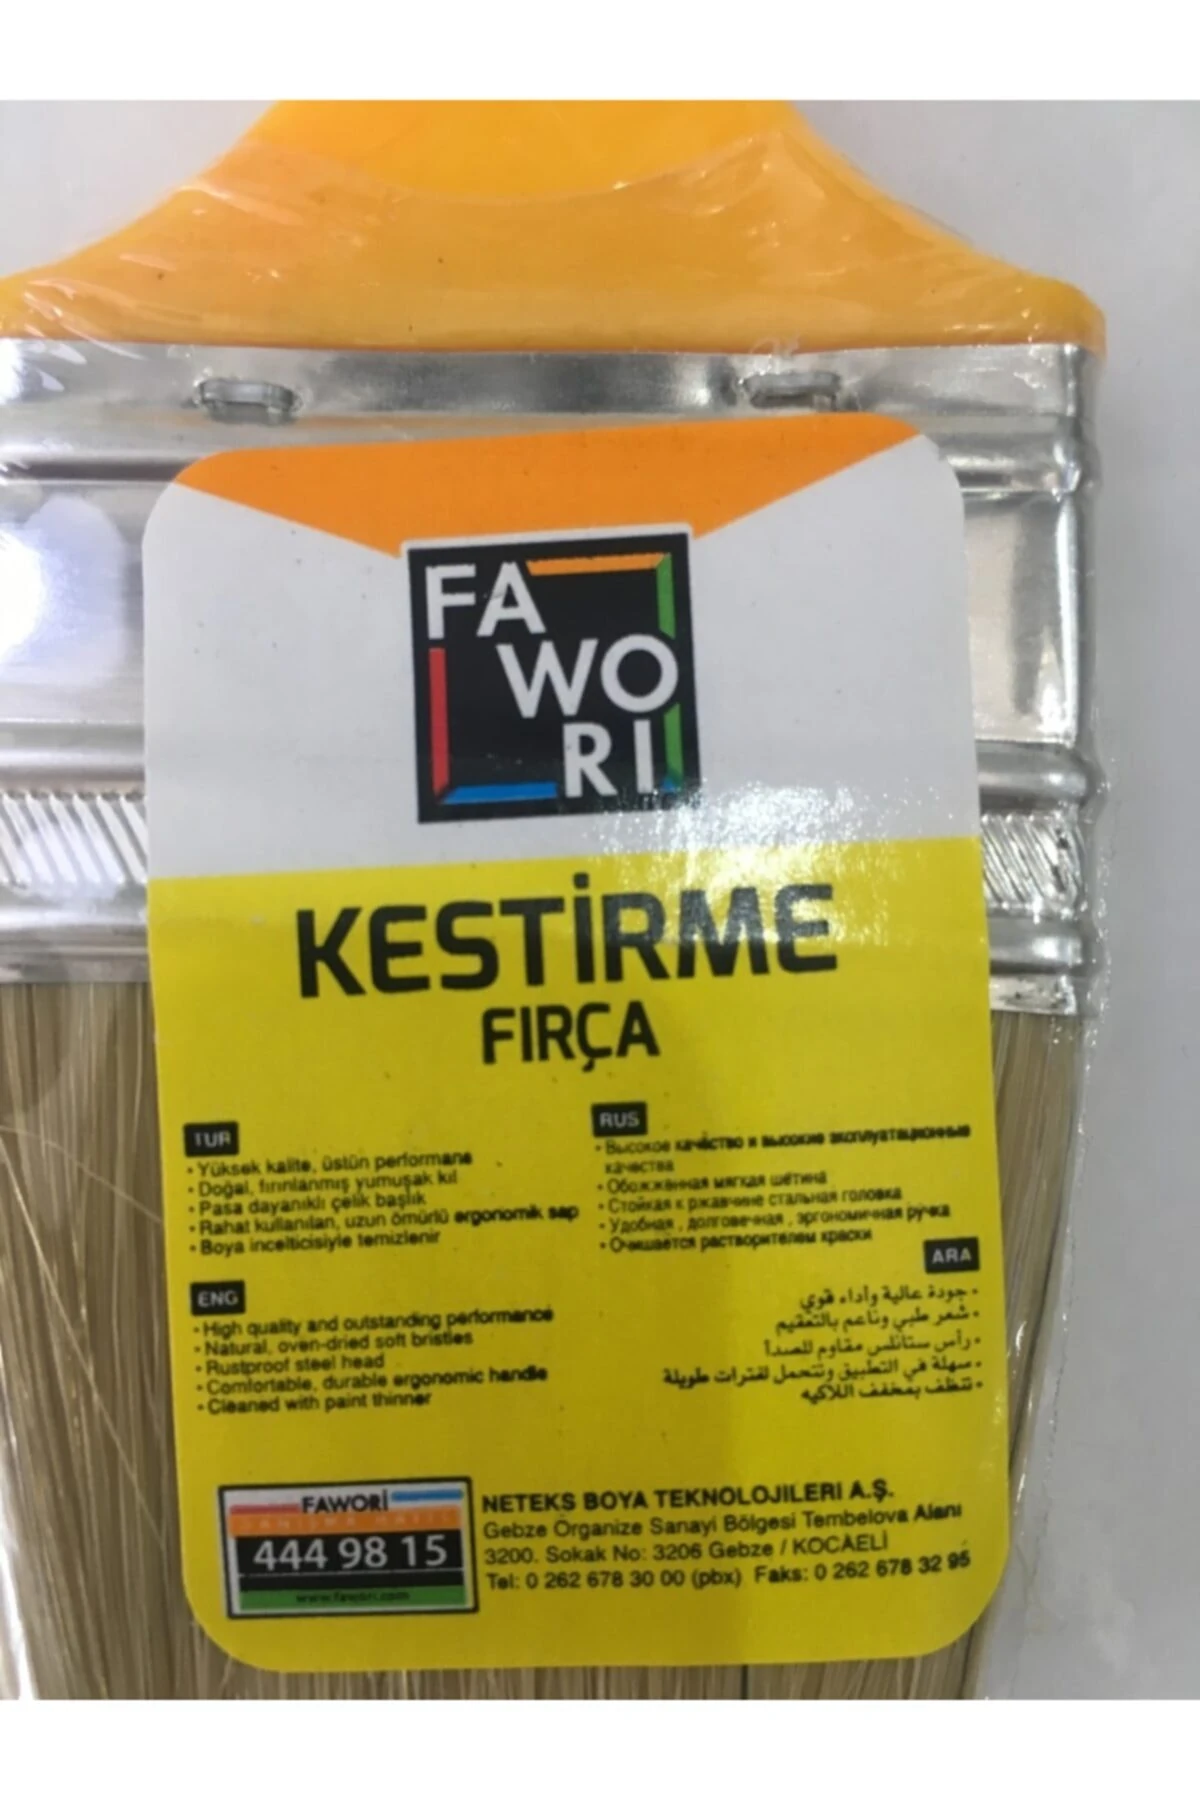 FA
WO
RI
KESTİRME
FIRÇA
TUR
• Yüksek kalite, üstün performans
• Doğal, fırınlanmış yumuşak kıl
• Pasa dayanıklı çelik başlık
• Rahat kullanılan, uzun ömürlü ergonomik sap
• Boya incelticisiyle temizlenir
ENG
• High quality and outstanding performance
• Natural, oven-dried soft bristles
• Rustproof steel head
• Comfortable, durable ergonomic handle
• Cleaned with paint thinner
RUS
• Высокое качество и высокие эксплуатационные
качества
• Обожжанная мягкая щетина
• Стойкая к ржавчине стальная головка
• Удобная , долговечная , эргономичная ручка
• Очищается растворителем краски
ARA
• جودة عالية وأداء قوي
• شعر طبي وناعم بالتعقيم
• رأس ستانلس مقاوم للصدأ
• سهلة في التطبيق وتتحمل لفترات طويلة
• تنظف بمخفف اللاكيه
FAWORİ
DANIŞMA HATTI
444 98 15
www.fawori.com
NETEKS BOYA TEKNOLOJILERI A.Ş.
Gebze Organize Sanayi Bölgesi Tembelova Alanı
3200. Sokak No: 3206 Gebze / KOCAELİ
Tel: 0 262 678 30 00 (pbx) Faks: 0 262 678 32 95